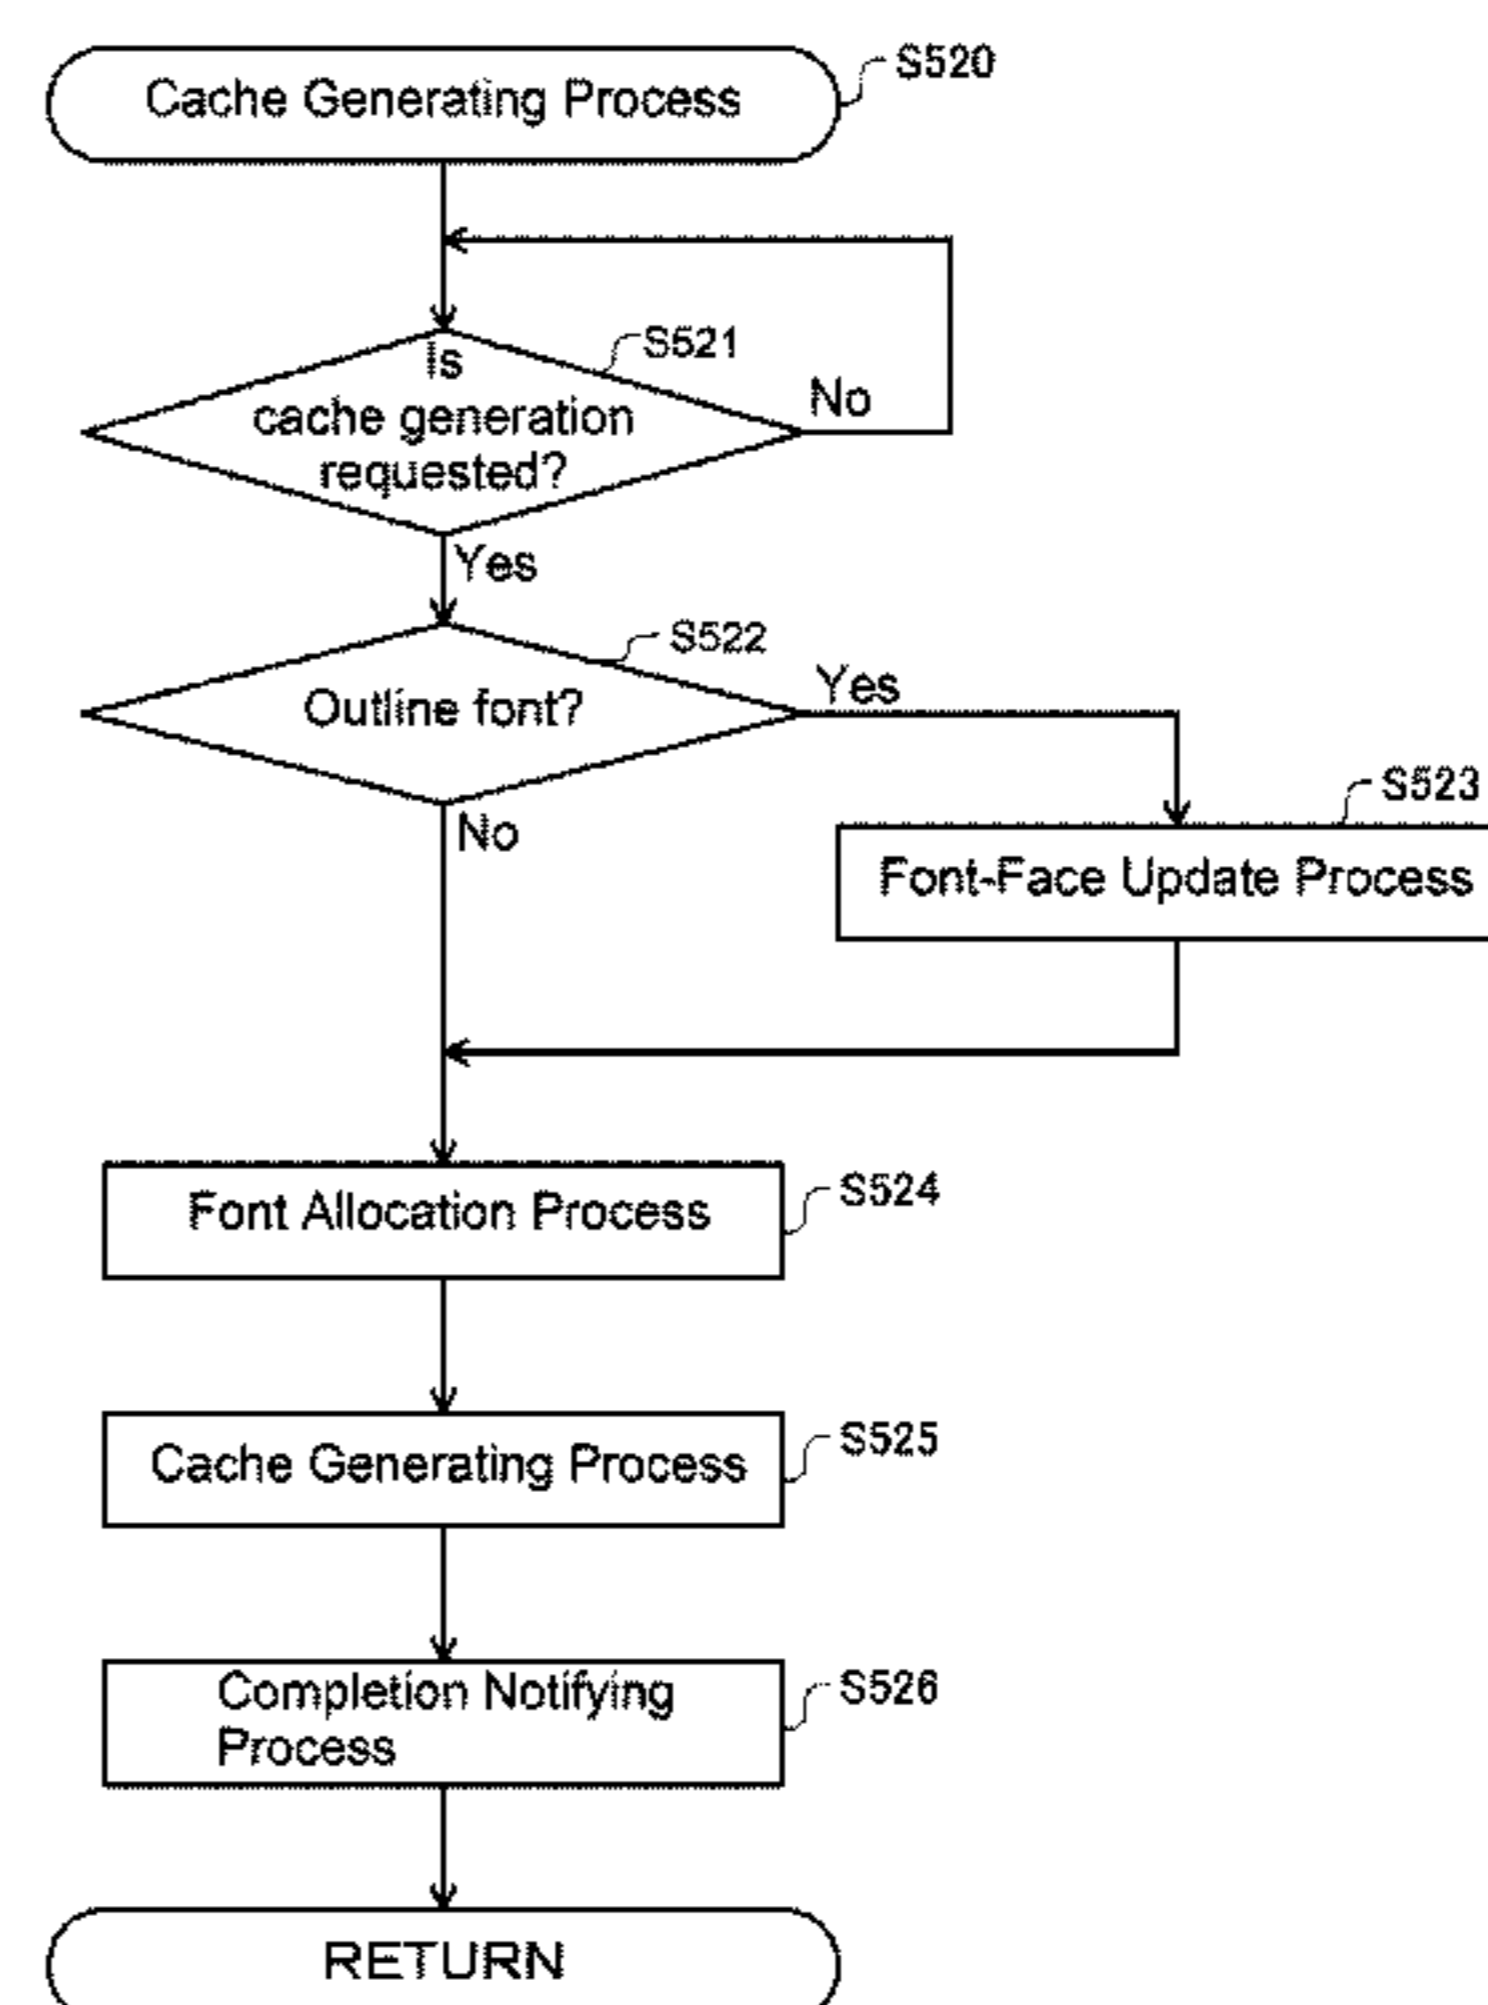 Cache Generating Process
S520
Is
cache generation
requested?
S521
No
Yes
Outline font?
S522
Yes
No
Font-Face Update Process
S523
Font Allocation Process
S524
Cache Generating Process
S525
Completion Notifying
Process
S526
RETURN